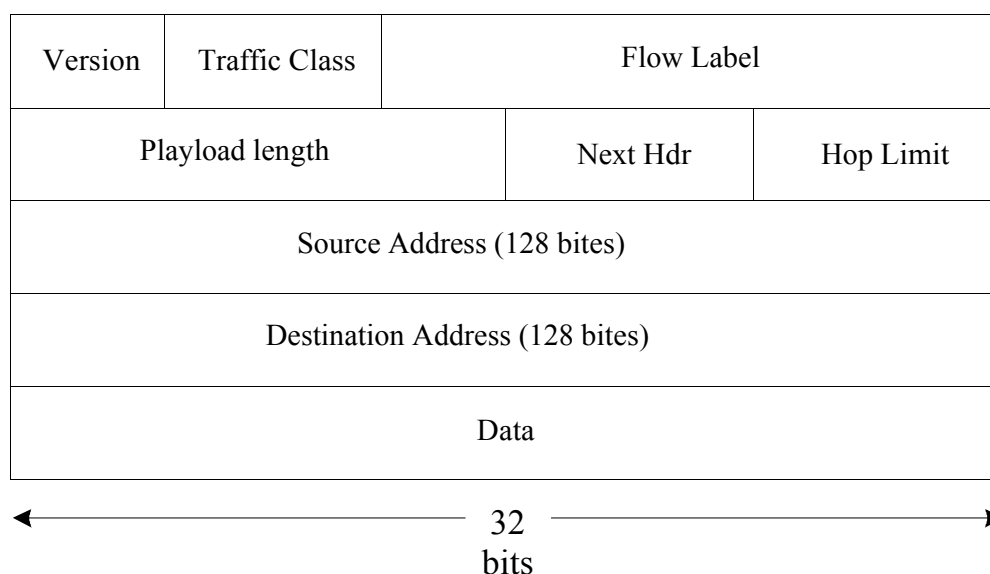 Version Traffic Class Flow Label
Playload length Next Hdr Hop Limit
Source Address (128 bites)
Destination Address (128 bites)
Data
32
bits